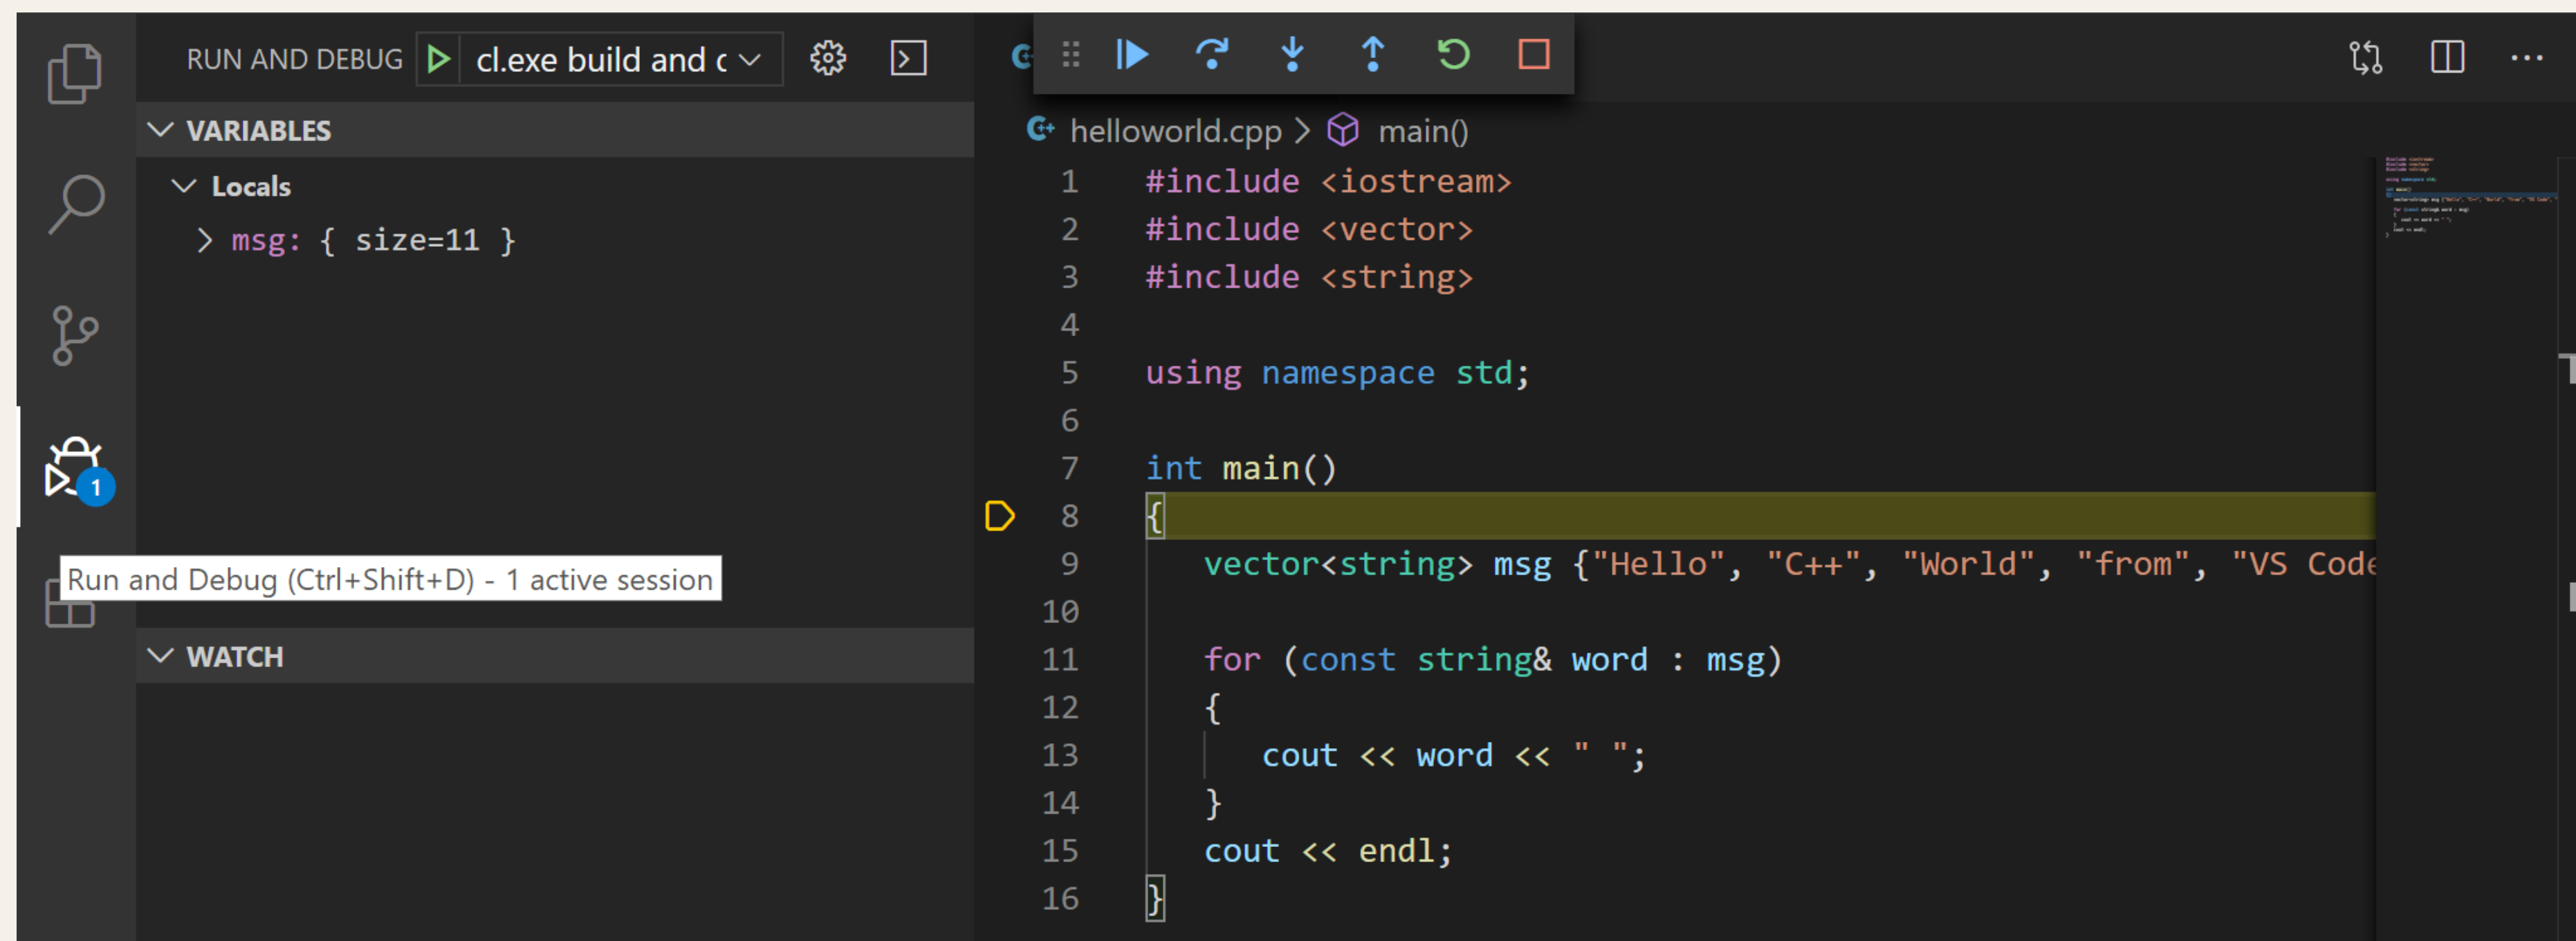 RUN AND DEBUG cl.exe build and c
VARIABLES
Locals
msg: { size=11 }
1
Run and Debug (Ctrl+Shift+D) - 1 active session
WATCH
helloworld.cpp > main()
1 #include <iostream>
2 #include <vector>
3 #include <string>
4
5 using namespace std;
6
7 int main()
8 {
9 vector<string> msg {"Hello", "C++", "World", "from", "VS Code
10
11 for (const string& word : msg)
12 {
13 cout << word << " ";
14 }
15 cout << endl;
16 }